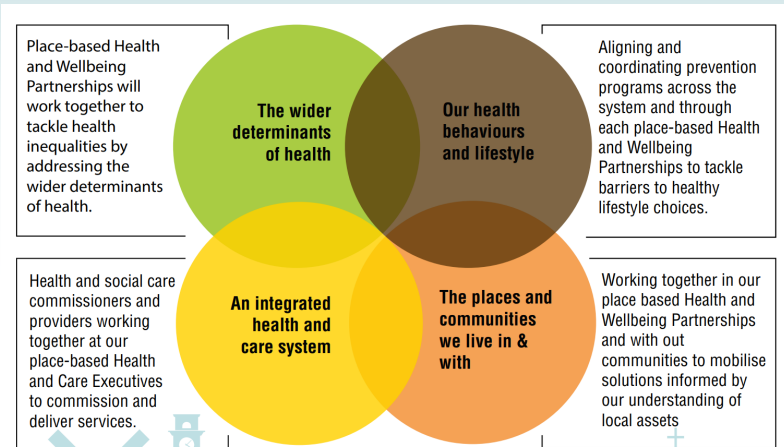 Place-based Health
and Wellbeing
Partnerships will
work together to
tackle health
inequalities by
addressing the
wider determinants
of health.
The wider
determinants
of health
Our health
behaviours
and lifestyle
Aligning and
coordinating prevention
programs across the
system and through
each place-based Health
and Wellbeing
Partnerships to tackle
barriers to healthy
lifestyle choices.
Health and social care
commissioners and
providers working
together at our
place-based Health
and Care Executives
to commission and
deliver services.
An integrated
health and
care system
The places and
communities
we live in &
with
Working together in our
place based Health and
Wellbeing Partnerships
and with out
communities to mobilise
solutions informed by
our understanding of
local assets